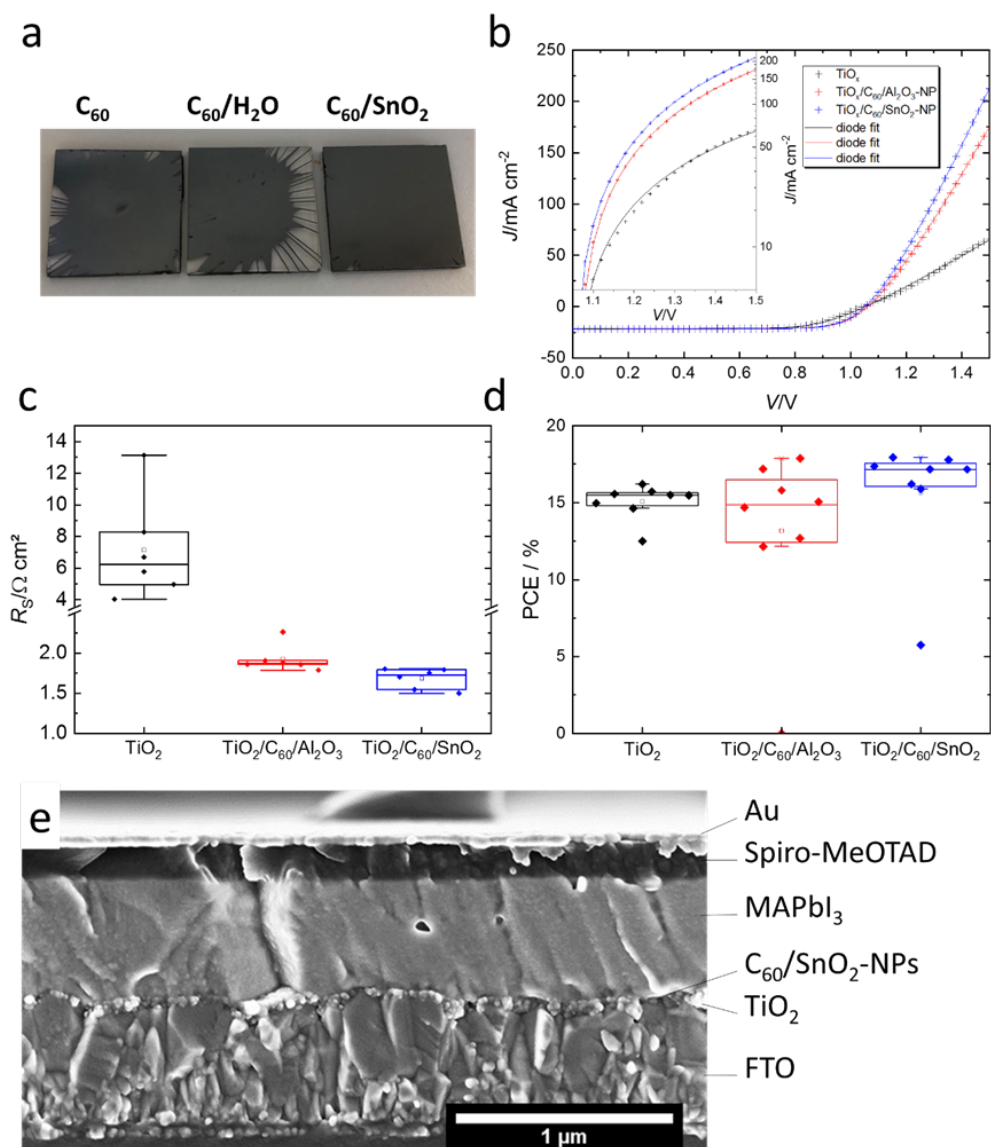 a
C₆₀ C₆₀/H₂O C₆₀/SnO₂
b
250
200
150
100
50
0
-50
J/mA cm⁻²
0.0 0.2 0.4 0.6 0.8 1.0 1.2 1.4
V/V
200
150
100
50
10
J/mA cm⁻²
1.1 1.2 1.3 1.4 1.5
V/V
TiOₓ
TiOₓ/C₆₀/Al₂O₃-NP
TiOₓ/C₆₀/SnO₂-NP
diode fit
diode fit
diode fit
c
14
12
10
8
6
4
2.0
1.5
1.0
R_S/Ω cm²
TiO₂ TiO₂/C₆₀/Al₂O₃ TiO₂/C₆₀/SnO₂
d
20
15
10
5
0
PCE / %
TiO₂ TiO₂/C₆₀/Al₂O₃ TiO₂/C₆₀/SnO₂
e
Au
Spiro-MeOTAD
MAPbI₃
C₆₀/SnO₂-NPs
TiO₂
FTO
1 µm